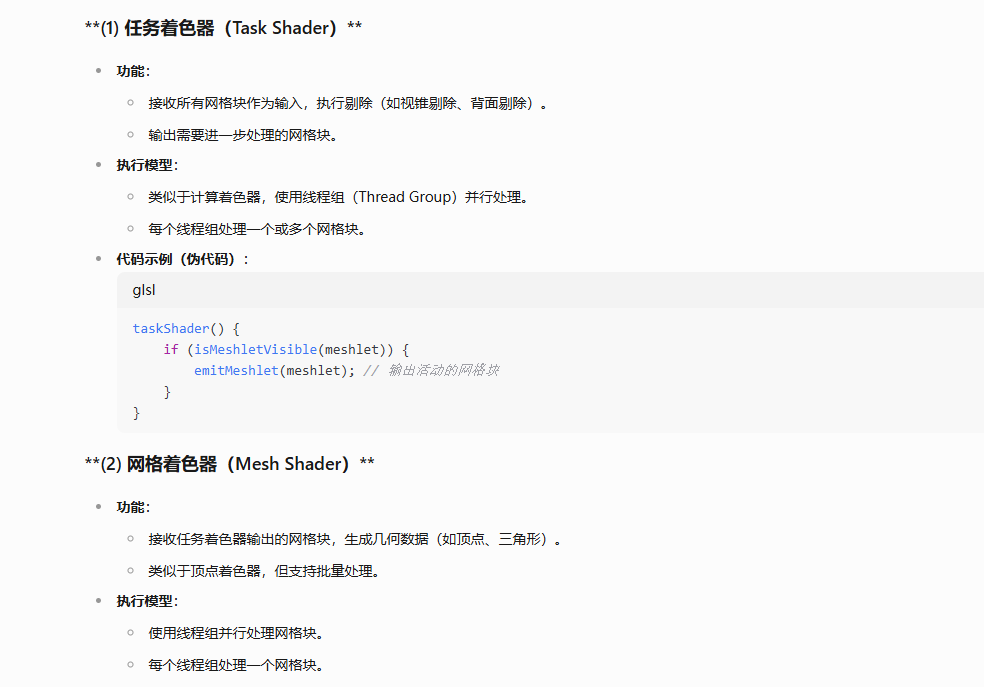 **(1) 任务着色器（Task Shader）**
功能：
接收所有网格块作为输入，执行剔除（如视锥剔除、背面剔除）。
输出需要进一步处理的网格块。
执行模型：
类似于计算着色器，使用线程组（Thread Group）并行处理。
每个线程组处理一个或多个网格块。
代码示例（伪代码）：
glsl
taskShader() {
    if (isMeshletVisible(meshlet)) {
        emitMeshlet(meshlet); // 输出活动的网格块
    }
}
**(2) 网格着色器（Mesh Shader）**
功能：
接收任务着色器输出的网格块，生成几何数据（如顶点、三角形）。
类似于顶点着色器，但支持批量处理。
执行模型：
使用线程组并行处理网格块。
每个线程组处理一个网格块。